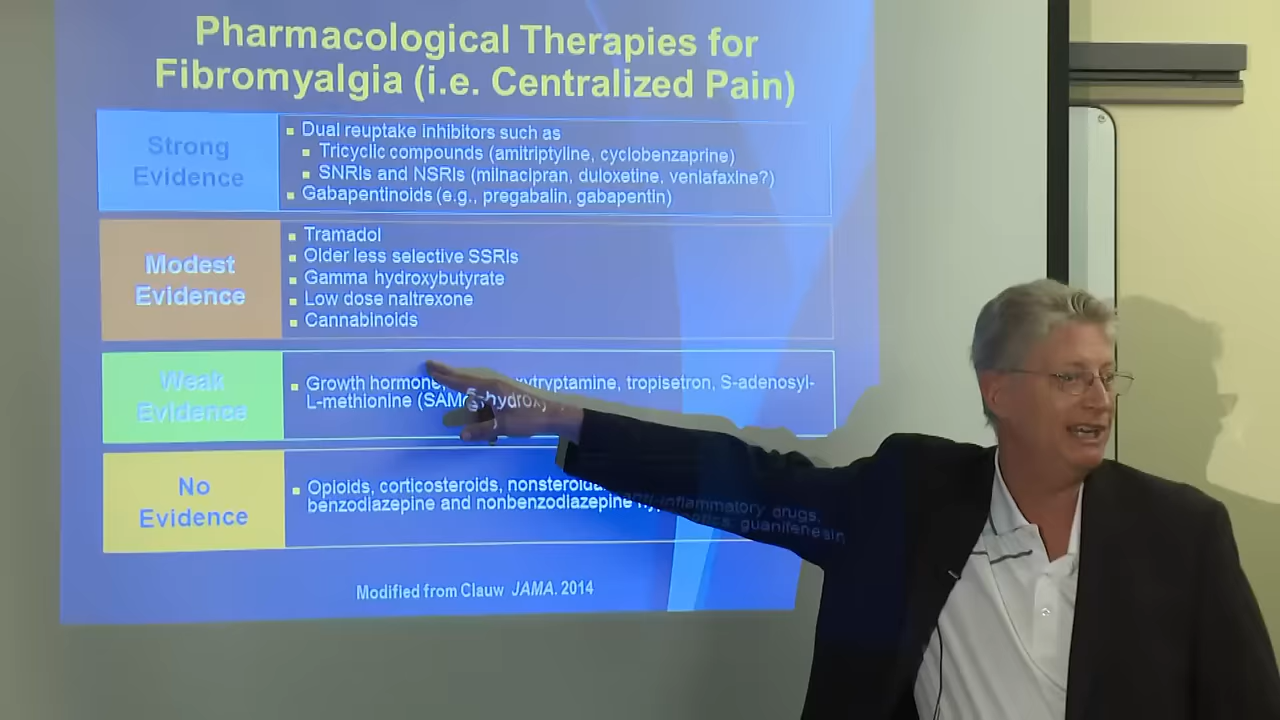 Pharmacological Therapies for
Fibromyalgia (i.e. Centralized Pain)
Strong
Evidence
Dual reuptake inhibitors such as
Tricyclic compounds (amitriptyline, cyclobenzaprine)
SNRIs and NSRIs (milnacipran, duloxetine, venlafaxine?)
Gabapentinoids (e.g., pregabalin, gabapentin)
Modest
Evidence
Tramadol
Older less selective SSRIs
Gamma hydroxybutyrate
Low dose naltrexone
Cannabinoids
Weak
Evidence
Growth hormone, 5-hydroxytryptamine, tropisetron, S-adenosyl-
L-methionine (SAMe)
No
Evidence
Opioids, corticosteroids, nonsteroidal anti-inflammatory drugs,
benzodiazepine and nonbenzodiazepine guanifenesin
Modified from Clauw JAMA. 2014